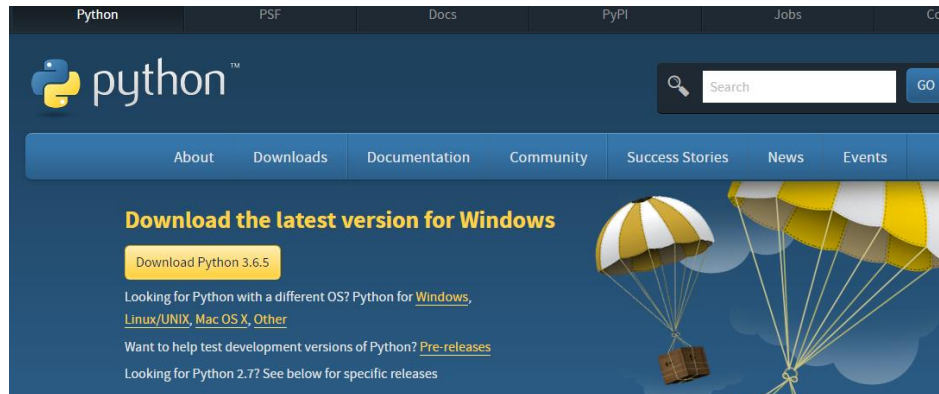 Python PSF Docs PyPI Jobs
python™
Search GO
About Downloads Documentation Community Success Stories News Events
Download the latest version for Windows
Download Python 3.6.5
Looking for Python with a different OS? Python for Windows,
Linux/UNIX, Mac OS X, Other
Want to help test development versions of Python? Pre-releases
Looking for Python 2.7? See below for specific releases